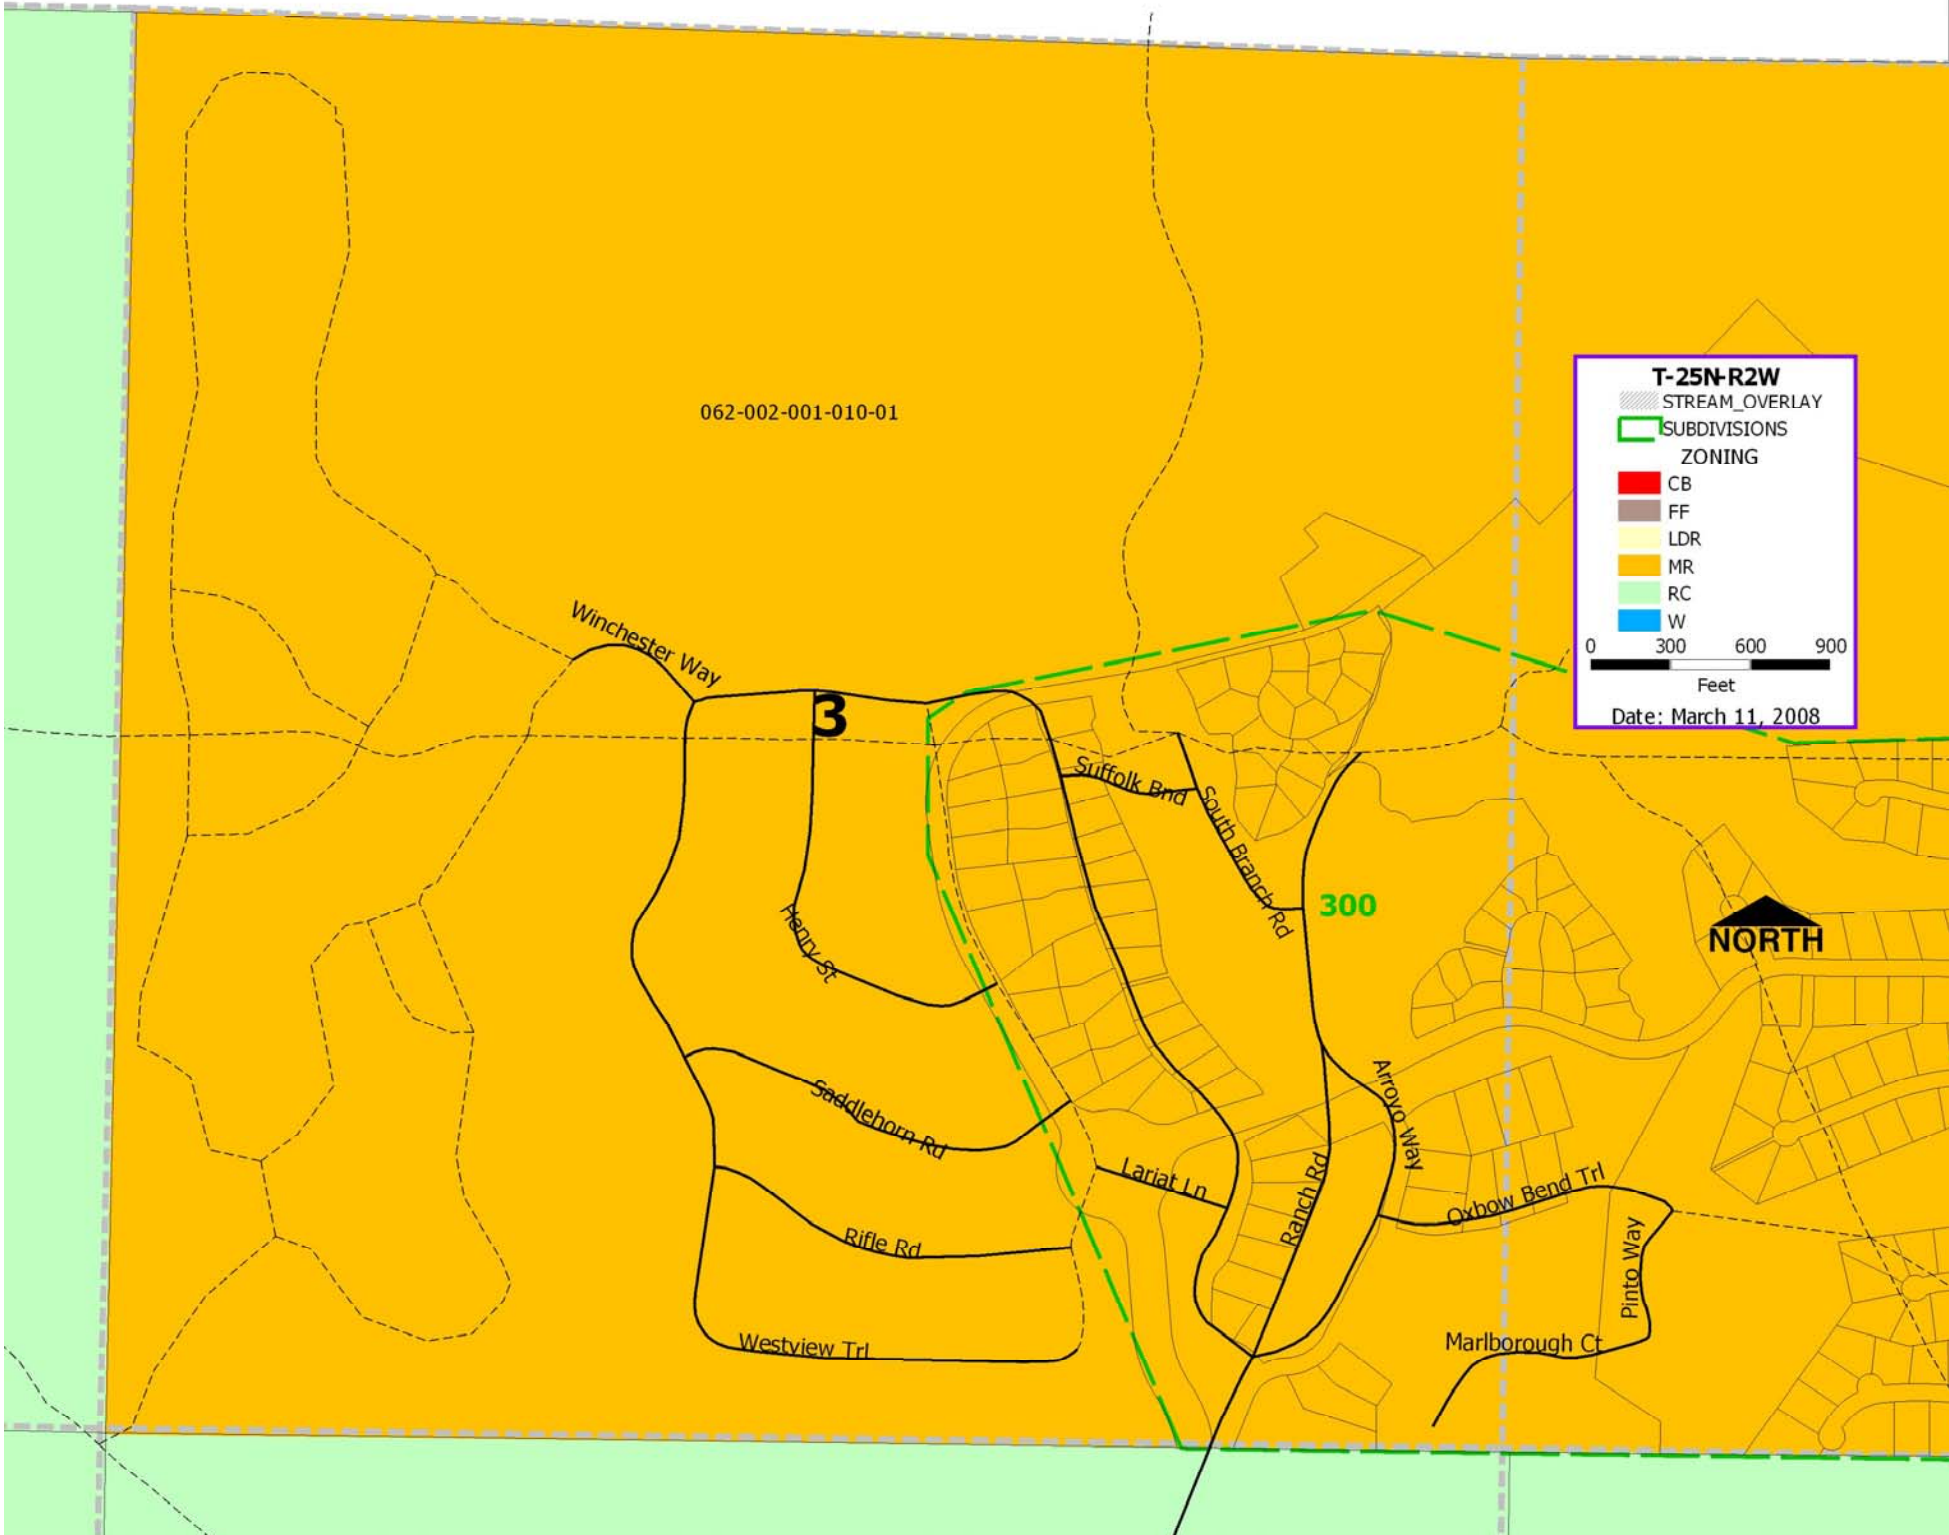 T-25N-R2W
STREAM_OVERLAY
SUBDIVISIONS
ZONING
CB
FF
LDR
MR
RC
W
0 300 600 900
Feet
Date: March 11, 2008
062-002-001-010-01
Winchester Way
3
Suffolk Bnd
South Branch Rd
300
NORTH
Henry St
Saddlehorn Rd
Arroyo Way
Lariat Ln
Ranch Rd
Oxbow Bend Trl
Rifle Rd
Pinto Way
Westview Trl
Marlborough Ct